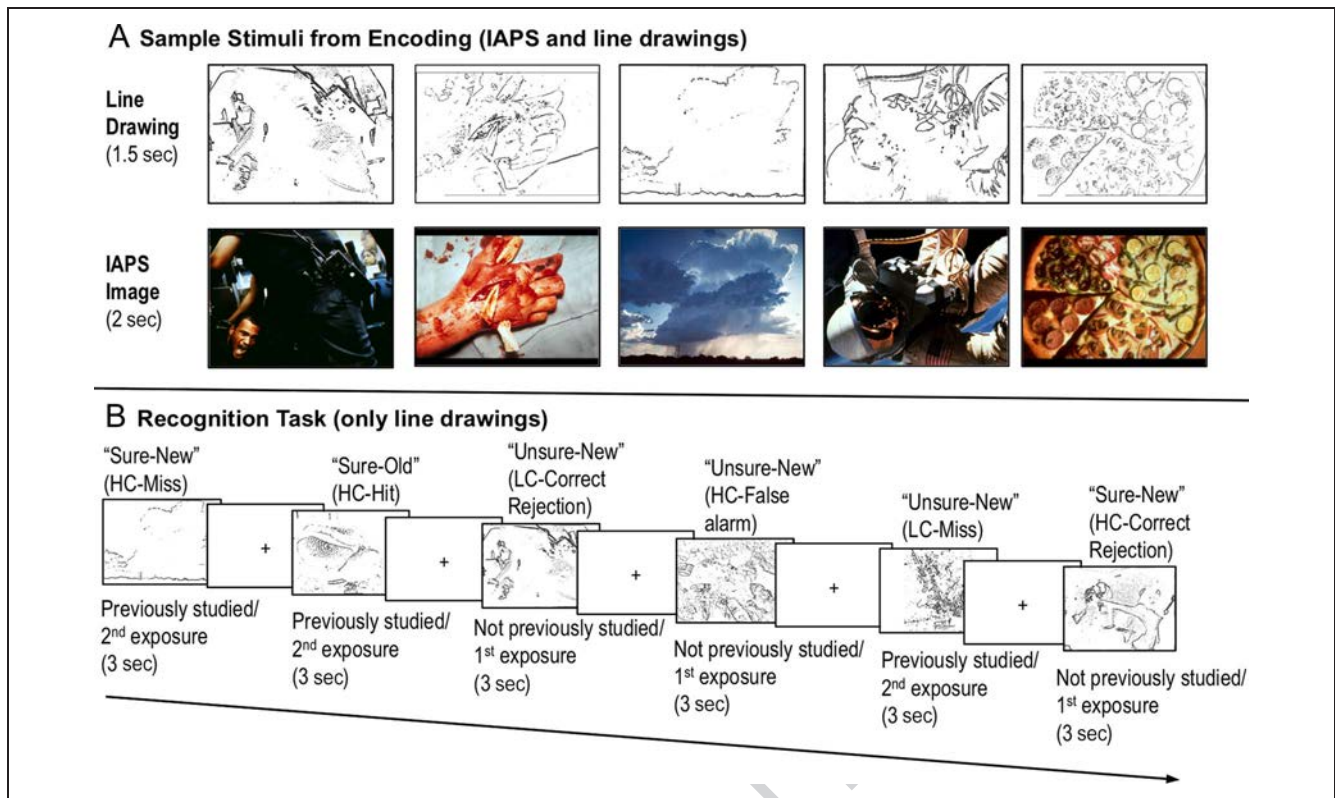 A Sample Stimuli from Encoding (IAPS and line drawings)
Line
Drawing
(1.5 sec)
IAPS
Image
(2 sec)
B Recognition Task (only line drawings)
“Sure-New”
(HC-Miss)
“Sure-Old”
(HC-Hit)
“Unsure-New”
(LC-Correct
Rejection)
“Unsure-New”
(HC-False
alarm)
“Unsure-New”
(LC-Miss)
“Sure-New”
(HC-Correct
Rejection)
+
+
+
+
+
Previously studied/
2nd exposure
(3 sec)
Previously studied/
2nd exposure
(3 sec)
Not previously studied/
1st exposure
(3 sec)
Not previously studied/
1st exposure
(3 sec)
Previously studied/
2nd exposure
(3 sec)
Not previously studied/
1st exposure
(3 sec)